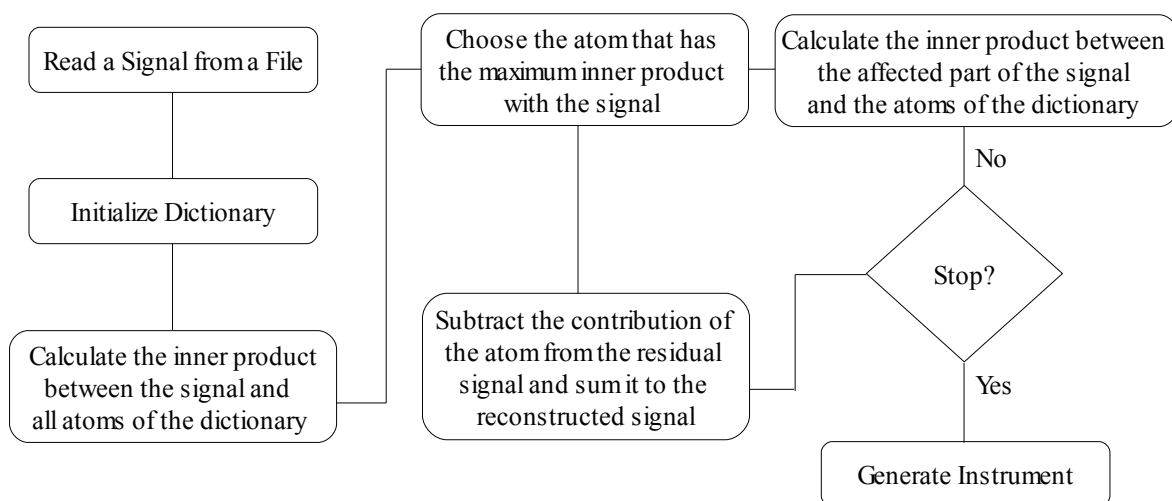 Read a Signal from a File
Initialize Dictionary
Calculate the inner product
between the signal and
all atoms of the dictionary
Choose the atom that has
the maximum inner product
with the signal
Subtract the contribution of
the atom from the residual
signal and sum it to the
reconstructed signal
Calculate the inner product between
the affected part of the signal
and the atoms of the dictionary
No
Stop?
Yes
Generate Instrument